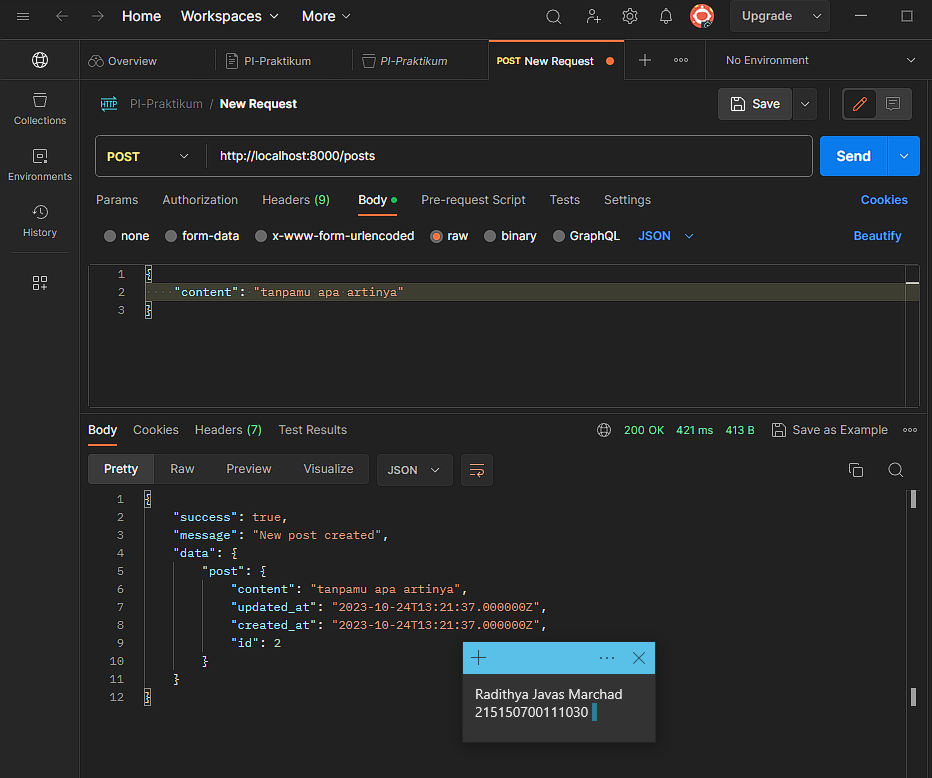 Home Workspaces More Upgrade
Overview PI-Praktikum PI-Praktikum POST New Request No Environment
HTTP PI-Praktikum / New Request Save
Collections
POST http://localhost:8000/posts Send
Environments
Params Authorization Headers (9) Body Pre-request Script Tests Settings Cookies
History
none form-data x-www-form-urlencoded raw binary GraphQL JSON Beautify
1 {
2 "content": "tanpamu apa artinya"
3 }
Body Cookies Headers (7) Test Results 200 OK 421 ms 413 B Save as Example
Pretty Raw Preview Visualize JSON
1 {
2 "success": true,
3 "message": "New post created",
4 "data": {
5 "post": {
6 "content": "tanpamu apa artinya",
7 "updated_at": "2023-10-24T13:21:37.000000Z",
8 "created_at": "2023-10-24T13:21:37.000000Z",
9 "id": 2
10 }
11 }
12 }
Radithya Javas Marchad
215150700111030